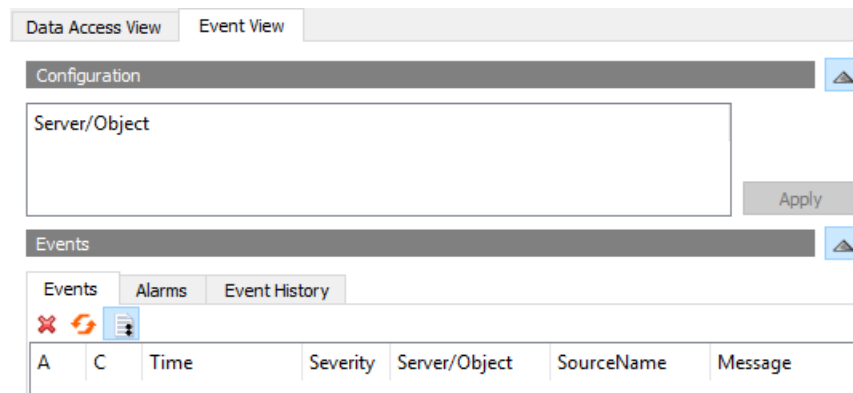 Data Access View Event View
Configuration
Server/Object
Apply
Events
Events Alarms Event History
A C Time Severity Server/Object SourceName Message